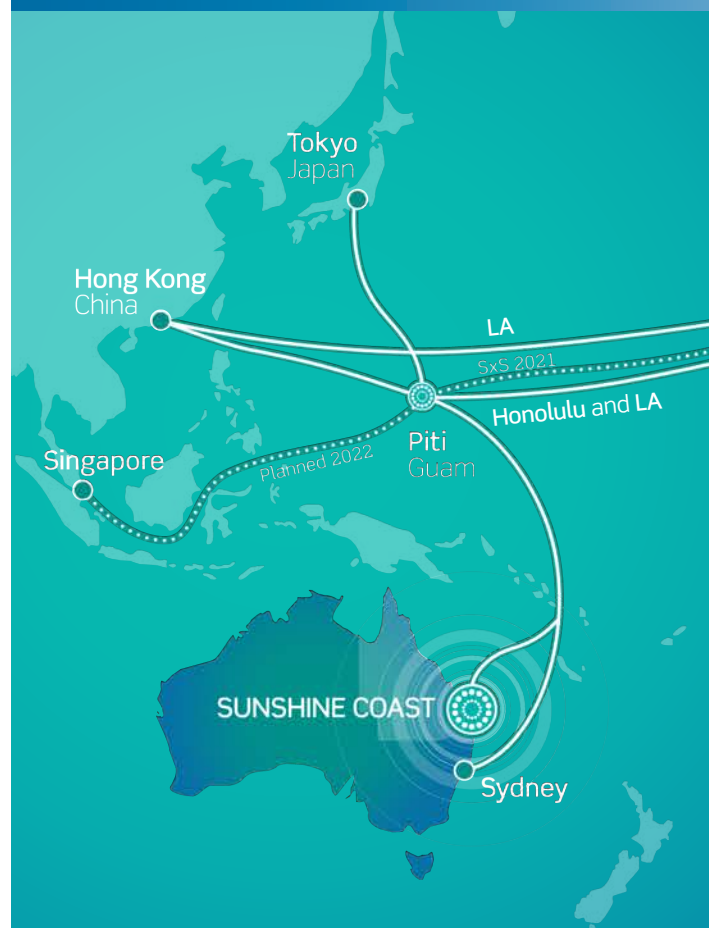 Tokyo
Japan
Hong Kong
China
LA
SxS 2021
Honolulu and LA
Piti
Guam
Planned 2022
Singapore
SUNSHINE COAST
Sydney